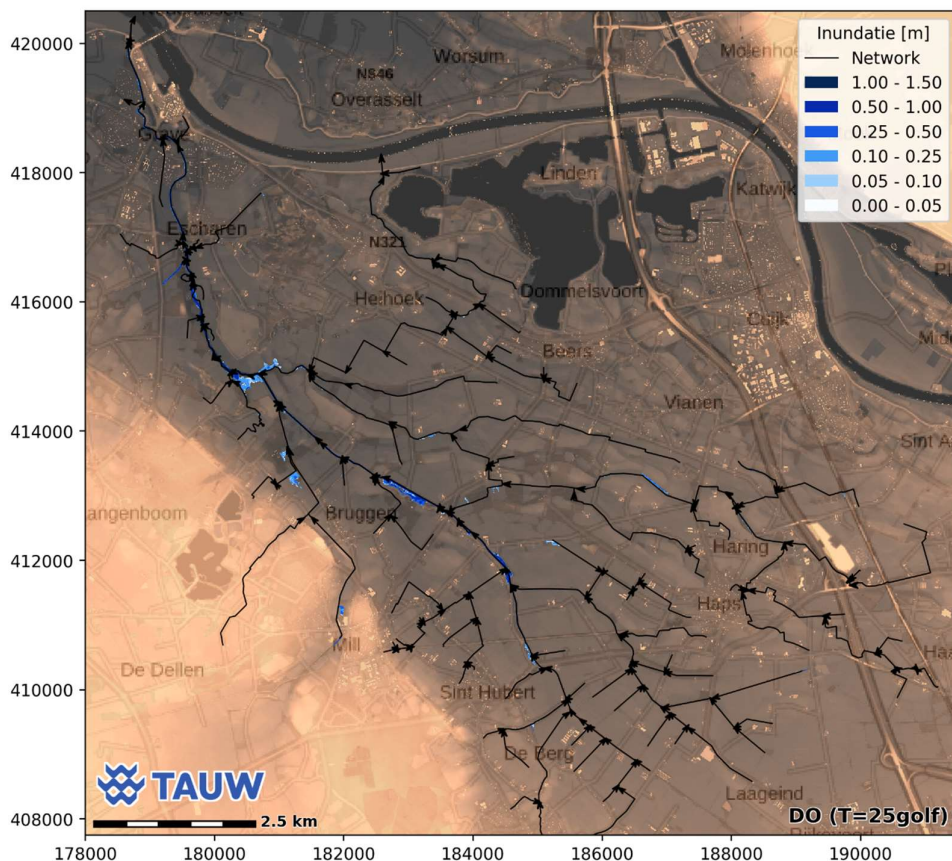 420000
418000
416000
414000
412000
410000
408000
178000
180000
182000
184000
186000
188000
190000
Inundatie [m]
Network
1.00 - 1.50
0.50 - 1.00
0.25 - 0.50
0.10 - 0.25
0.05 - 0.10
0.00 - 0.05
Worsum
Molenhoek
Overasselt
Linden
Katwijk
Escharen
N321
Dommelsvoort
Heihoek
Cuijk
Beers
Vianen
Sint A
angenboom
Bruggen
Haring
Haps
Mill
De Dellen
Sint Hubert
De Berg
Laageind
TAUW
2.5 km
DO (T=25golf)